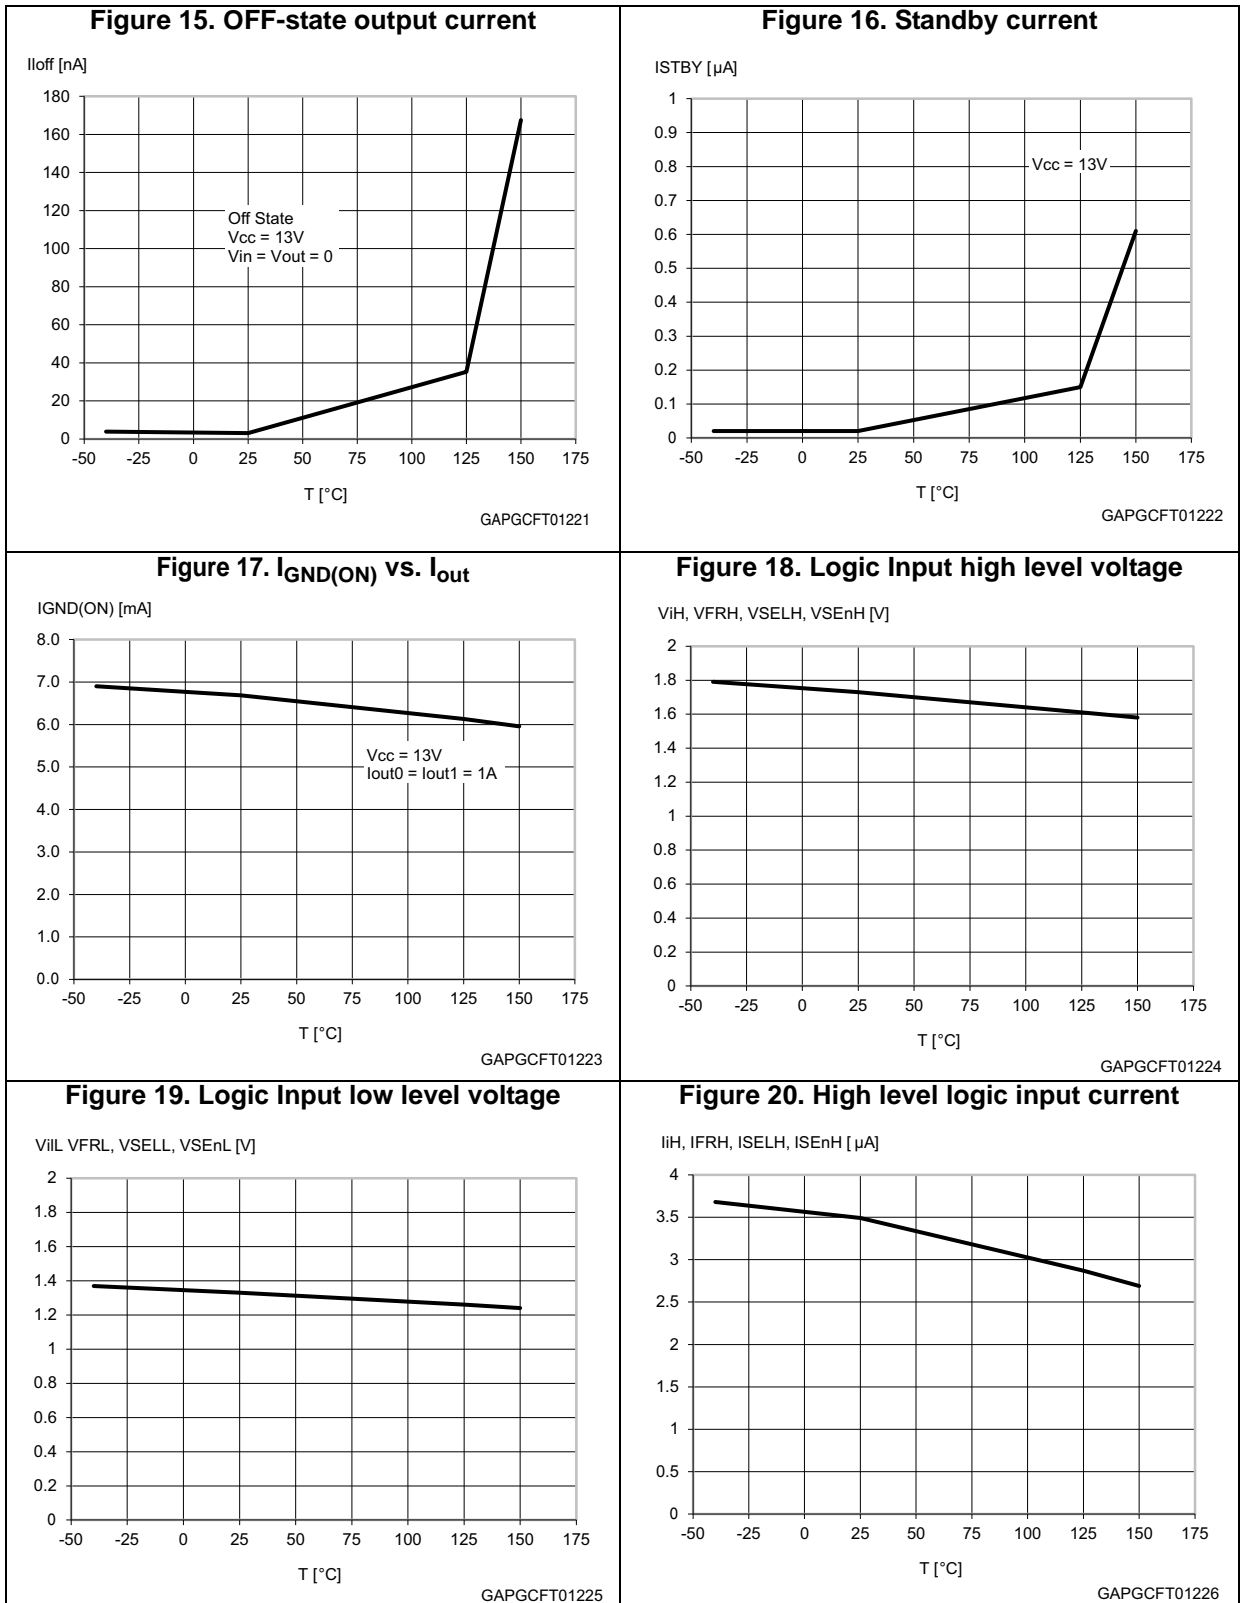 Figure 15. OFF-state output current
Iloff [nA]
180
160
140
120
100
80
60
40
20
0
Off State
Vcc = 13V
Vin = Vout = 0
-50 -25 0 25 50 75 100 125 150 175
T [°C]
GAPGCFT01221
Figure 16. Standby current
ISTBY [µA]
1
0.9
0.8
0.7
0.6
0.5
0.4
0.3
0.2
0.1
0
Vcc = 13V
-50 -25 0 25 50 75 100 125 150 175
T [°C]
GAPGCFT01222
Figure 17. IGND(ON) vs. Iout
IGND(ON) [mA]
8.0
7.0
6.0
5.0
4.0
3.0
2.0
1.0
0.0
Vcc = 13V
Iout0 = Iout1 = 1A
-50 -25 0 25 50 75 100 125 150 175
T [°C]
GAPGCFT01223
Figure 18. Logic Input high level voltage
ViH, VFRH, VSELH, VSEnH [V]
2
1.8
1.6
1.4
1.2
1
0.8
0.6
0.4
0.2
0
-50 -25 0 25 50 75 100 125 150 175
T [°C]
GAPGCFT01224
Figure 19. Logic Input low level voltage
VilL VFRL, VSELL, VSEnL [V]
2
1.8
1.6
1.4
1.2
1
0.8
0.6
0.4
0.2
0
-50 -25 0 25 50 75 100 125 150 175
T [°C]
GAPGCFT01225
Figure 20. High level logic input current
IiH, IFRH, ISELH, ISEnH [ µA]
4
3.5
3
2.5
2
1.5
1
0.5
0
-50 -25 0 25 50 75 100 125 150 175
T [°C]
GAPGCFT01226